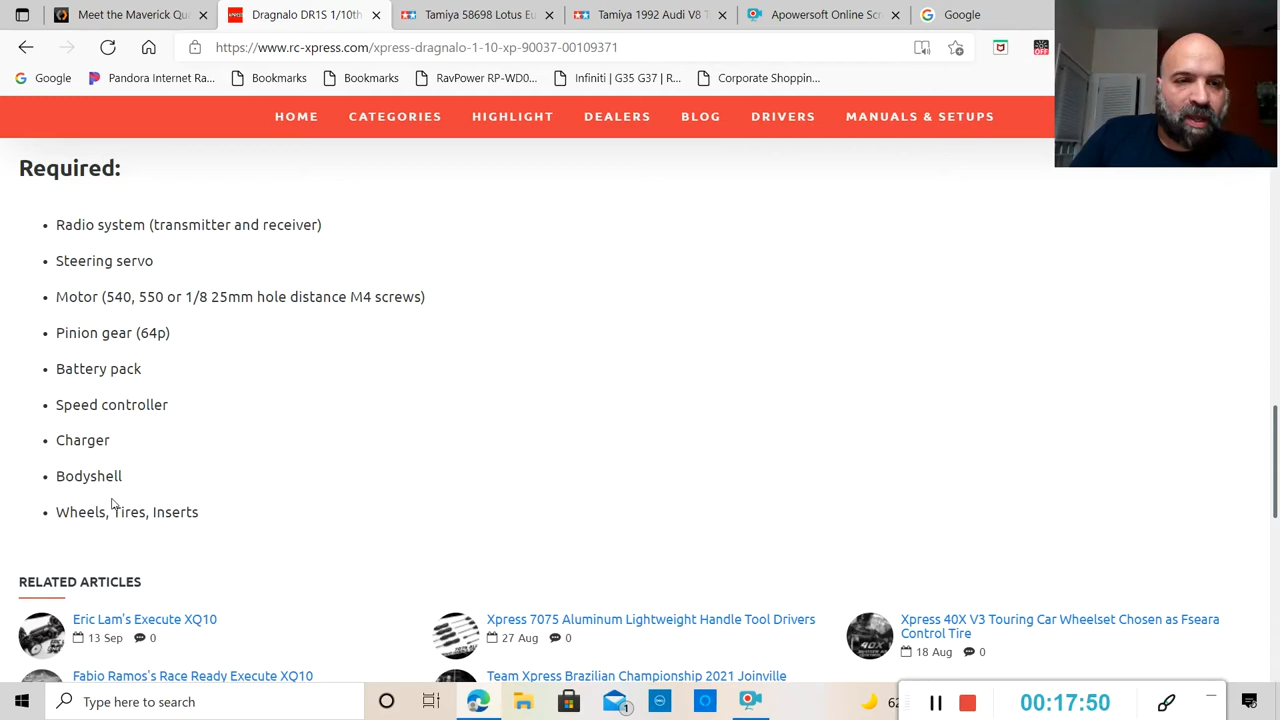 Meet the Maverick Qu
Dragnalo DR1S 1/10th
Tamiya 58698 Lotus Eu
Tamiya 1992 Audi V8 T
Apowersoft Online Scr
Google
https://www.rc-xpress.com/xpress-dragnalo-1-10-xp-90037-00109371
OFF
Google
Pandora Internet Ra...
Bookmarks
Bookmarks
RavPower RP-WD0...
Infiniti | G35 G37 | R...
Corporate Shoppin...
HOME
CATEGORIES
HIGHLIGHT
DEALERS
BLOG
DRIVERS
MANUALS & SETUPS
Required:
• Radio system (transmitter and receiver)
• Steering servo
• Motor (540, 550 or 1/8 25mm hole distance M4 screws)
• Pinion gear (64p)
• Battery pack
• Speed controller
• Charger
• Bodyshell
• Wheels, Tires, Inserts
RELATED ARTICLES
Eric Lam's Execute XQ10
13 Sep 0
Xpress 7075 Aluminum Lightweight Handle Tool Drivers
27 Aug 0
Xpress 40X V3 Touring Car Wheelset Chosen as Fseara
Control Tire
18 Aug 0
Fabio Ramos's Race Ready Execute XQ10
Team Xpress Brazilian Championship 2021 Joinville
Type here to search
1
00:17:50